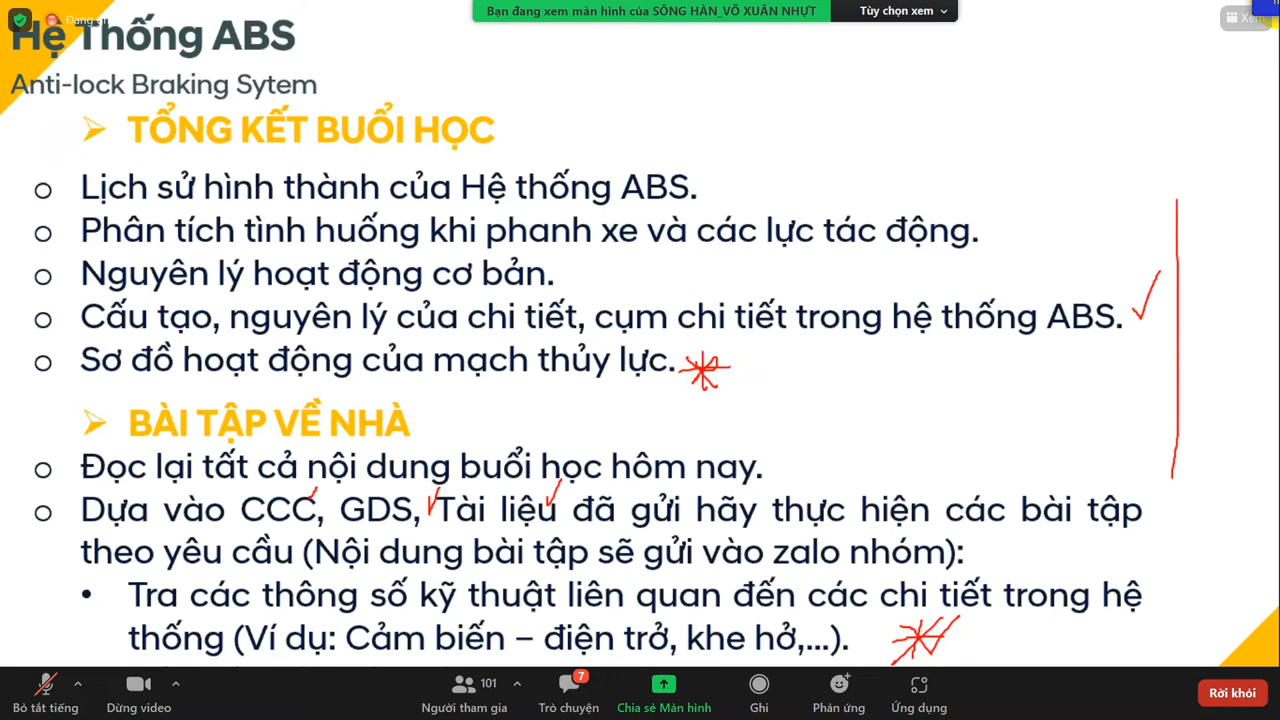 Đang
Bạn đang xem màn hình của SÔNG HÀN_VÕ XUÂN NHỰT
Tùy chọn xem
Xem
Hệ Thống ABS
Anti-lock Braking Sytem
➢ TỔNG KẾT BUỔI HỌC
o Lịch sử hình thành của Hệ thống ABS.
o Phân tích tình huống khi phanh xe và các lực tác động.
o Nguyên lý hoạt động cơ bản.
o Cấu tạo, nguyên lý của chi tiết, cụm chi tiết trong hệ thống ABS.
o Sơ đồ hoạt động của mạch thủy lực.
➢ BÀI TẬP VỀ NHÀ
o Đọc lại tất cả nội dung buổi học hôm nay.
o Dựa vào CCC, GDS, Tài liệu đã gửi hãy thực hiện các bài tập
theo yêu cầu (Nội dung bài tập sẽ gửi vào zalo nhóm):
• Tra các thông số kỹ thuật liên quan đến các chi tiết trong hệ
thống (Ví dụ: Cảm biến – điện trở, khe hở,...).
Bỏ tắt tiếng
Dừng video
101
Người tham gia
7
Trò chuyện
Chia sẻ Màn hình
Ghi
Phản ứng
Ứng dụng
Rời khỏi